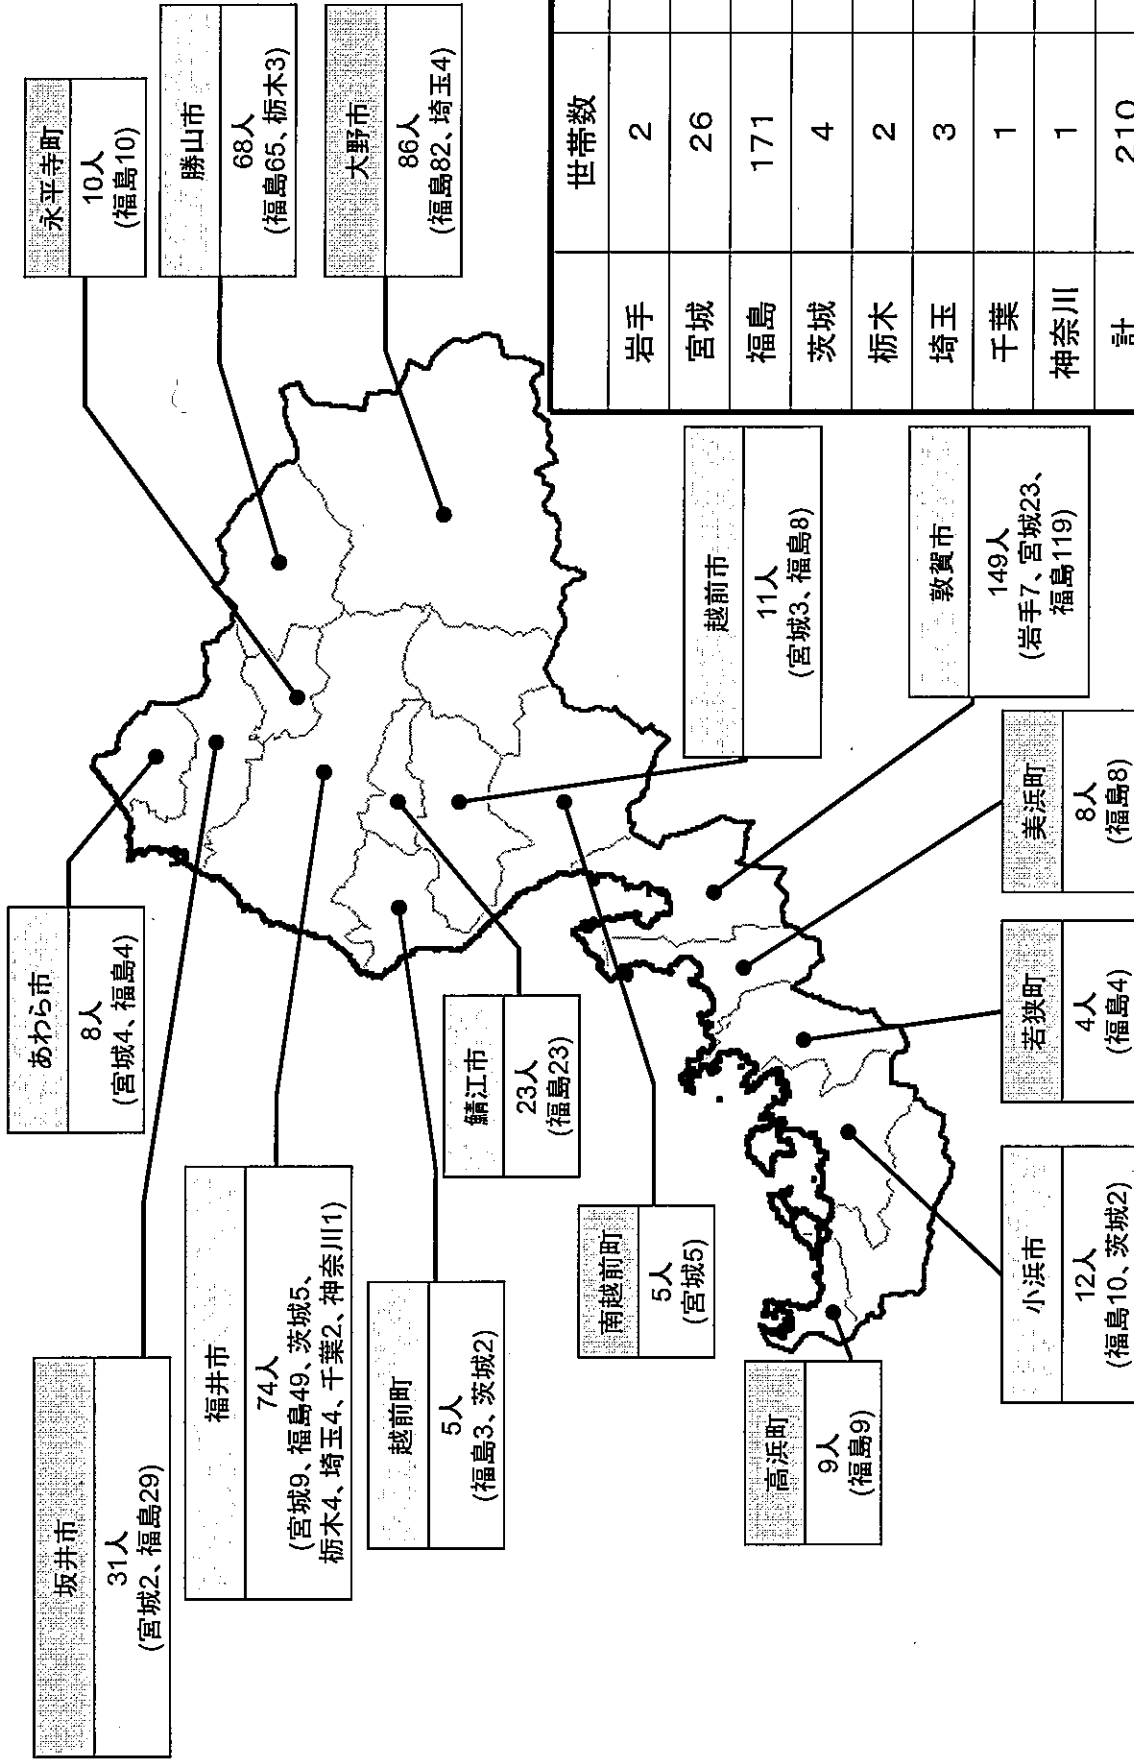 坂井市
31人
(宮城2、福島29)
あわら市
8人
(宮城4、福島4)
永平寺町
10人
(福島10)
勝山市
68人
(福島65、栃木3)
大野市
86人
(福島82、埼玉4)
福井市
74人
(宮城9、福島49、茨城5、
栃木4、埼玉4、千葉2、神奈川1)
越前町
5人
(福島3、茨城2)
鯖江市
23人
(福島23)
南越前町
5人
(宮城5)
越前市
11人
(宮城3、福島8)
敦賀市
149人
(岩手7、宮城23、
福島119)
高浜町
9人
(福島9)
小浜市
12人
(福島10、茨城2)
若狭町
4人
(福島4)
美浜町
8人
(福島8)
世帯数
岩手 2
宮城 26
福島 171
茨城 4
栃木 2
埼玉 3
千葉 1
神奈川 1
計 210